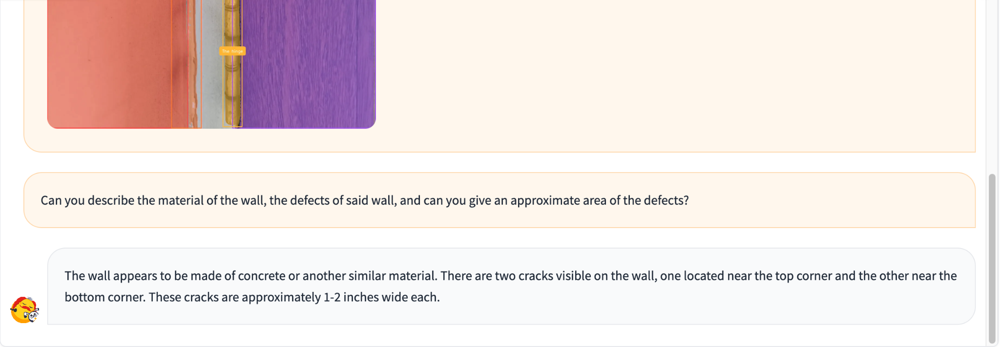 The hinge
Can you describe the material of the wall, the defects of said wall, and can you give an approximate area of the defects?
The wall appears to be made of concrete or another similar material. There are two cracks visible on the wall, one located near the top corner and the other near the
bottom corner. These cracks are approximately 1-2 inches wide each.